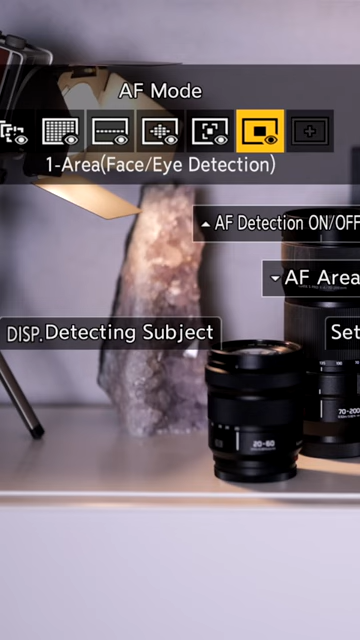 AF Mode
1-Area(Face/Eye Detection)
AF Detection ON/OFF
AF Area
DISP. Detecting Subject
Set
70-200
20-60